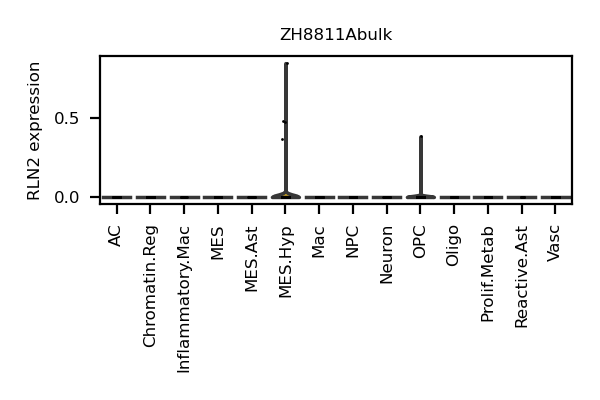 ZH8811Abulk
RLN2 expression
0.5
0.0
AC
Chromatin.Reg
Inflammatory.Mac
MES
MES.Ast
MES.Hyp
Mac
NPC
Neuron
OPC
Oligo
Prolif.Metab
Reactive.Ast
Vasc